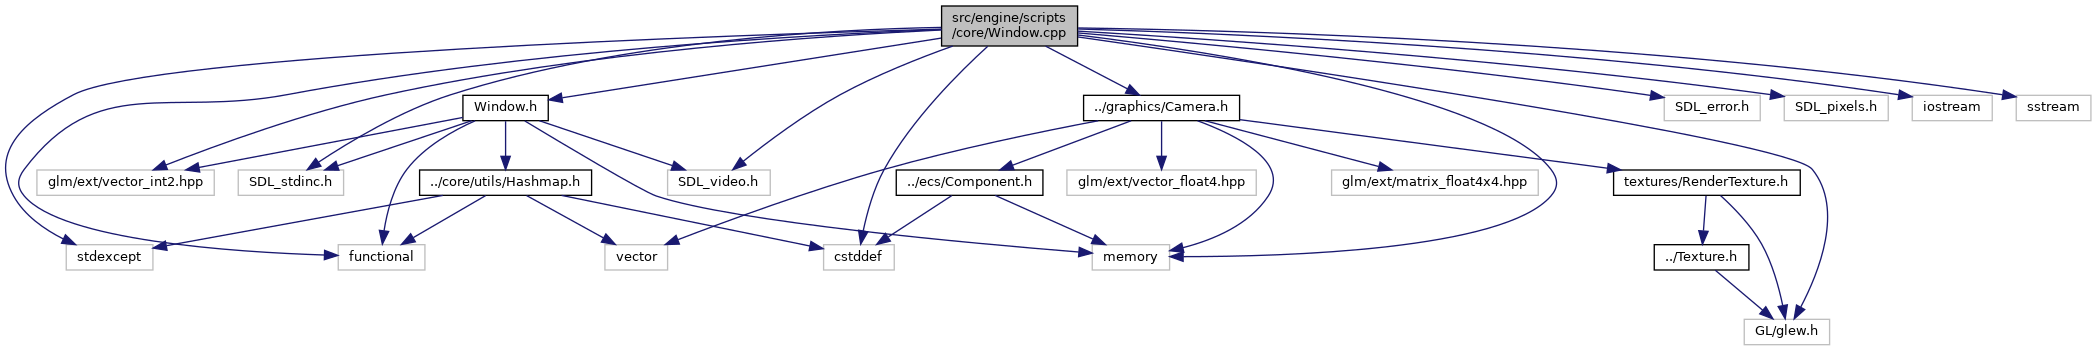 src/engine/scripts
/core/Window.cpp
Window.h
../graphics/Camera.h
SDL_error.h
SDL_pixels.h
iostream
sstream
glm/ext/vector_int2.hpp
SDL_stdinc.h
../core/utils/Hashmap.h
SDL_video.h
../ecs/Component.h
glm/ext/vector_float4.hpp
glm/ext/matrix_float4x4.hpp
textures/RenderTexture.h
stdexcept
functional
vector
cstddef
memory
../Texture.h
GL/glew.h